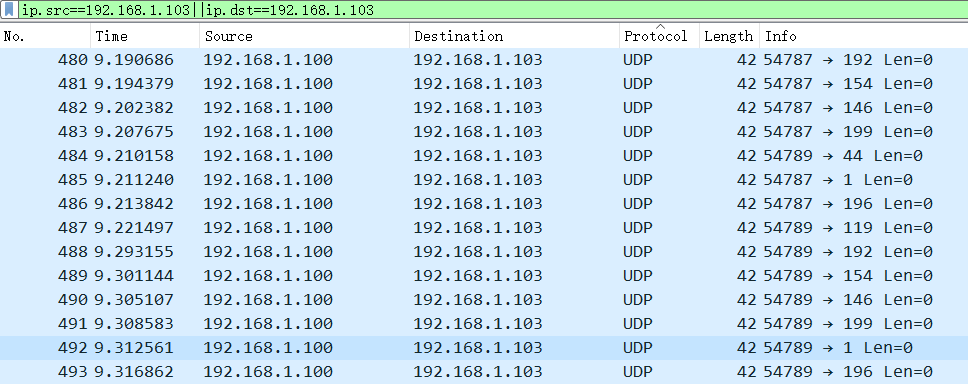 ip.src==192.168.1.103||ip.dst==192.168.1.103
No. Time Source Destination Protocol Length Info
480 9.190686 192.168.1.100 192.168.1.103 UDP 42 54787 → 192 Len=0
481 9.194379 192.168.1.100 192.168.1.103 UDP 42 54787 → 154 Len=0
482 9.202382 192.168.1.100 192.168.1.103 UDP 42 54787 → 146 Len=0
483 9.207675 192.168.1.100 192.168.1.103 UDP 42 54787 → 199 Len=0
484 9.210158 192.168.1.100 192.168.1.103 UDP 42 54789 → 44 Len=0
485 9.211240 192.168.1.100 192.168.1.103 UDP 42 54787 → 1 Len=0
486 9.213842 192.168.1.100 192.168.1.103 UDP 42 54787 → 196 Len=0
487 9.221497 192.168.1.100 192.168.1.103 UDP 42 54789 → 119 Len=0
488 9.293155 192.168.1.100 192.168.1.103 UDP 42 54789 → 192 Len=0
489 9.301144 192.168.1.100 192.168.1.103 UDP 42 54789 → 154 Len=0
490 9.305107 192.168.1.100 192.168.1.103 UDP 42 54789 → 146 Len=0
491 9.308583 192.168.1.100 192.168.1.103 UDP 42 54789 → 199 Len=0
492 9.312561 192.168.1.100 192.168.1.103 UDP 42 54789 → 1 Len=0
493 9.316862 192.168.1.100 192.168.1.103 UDP 42 54789 → 196 Len=0